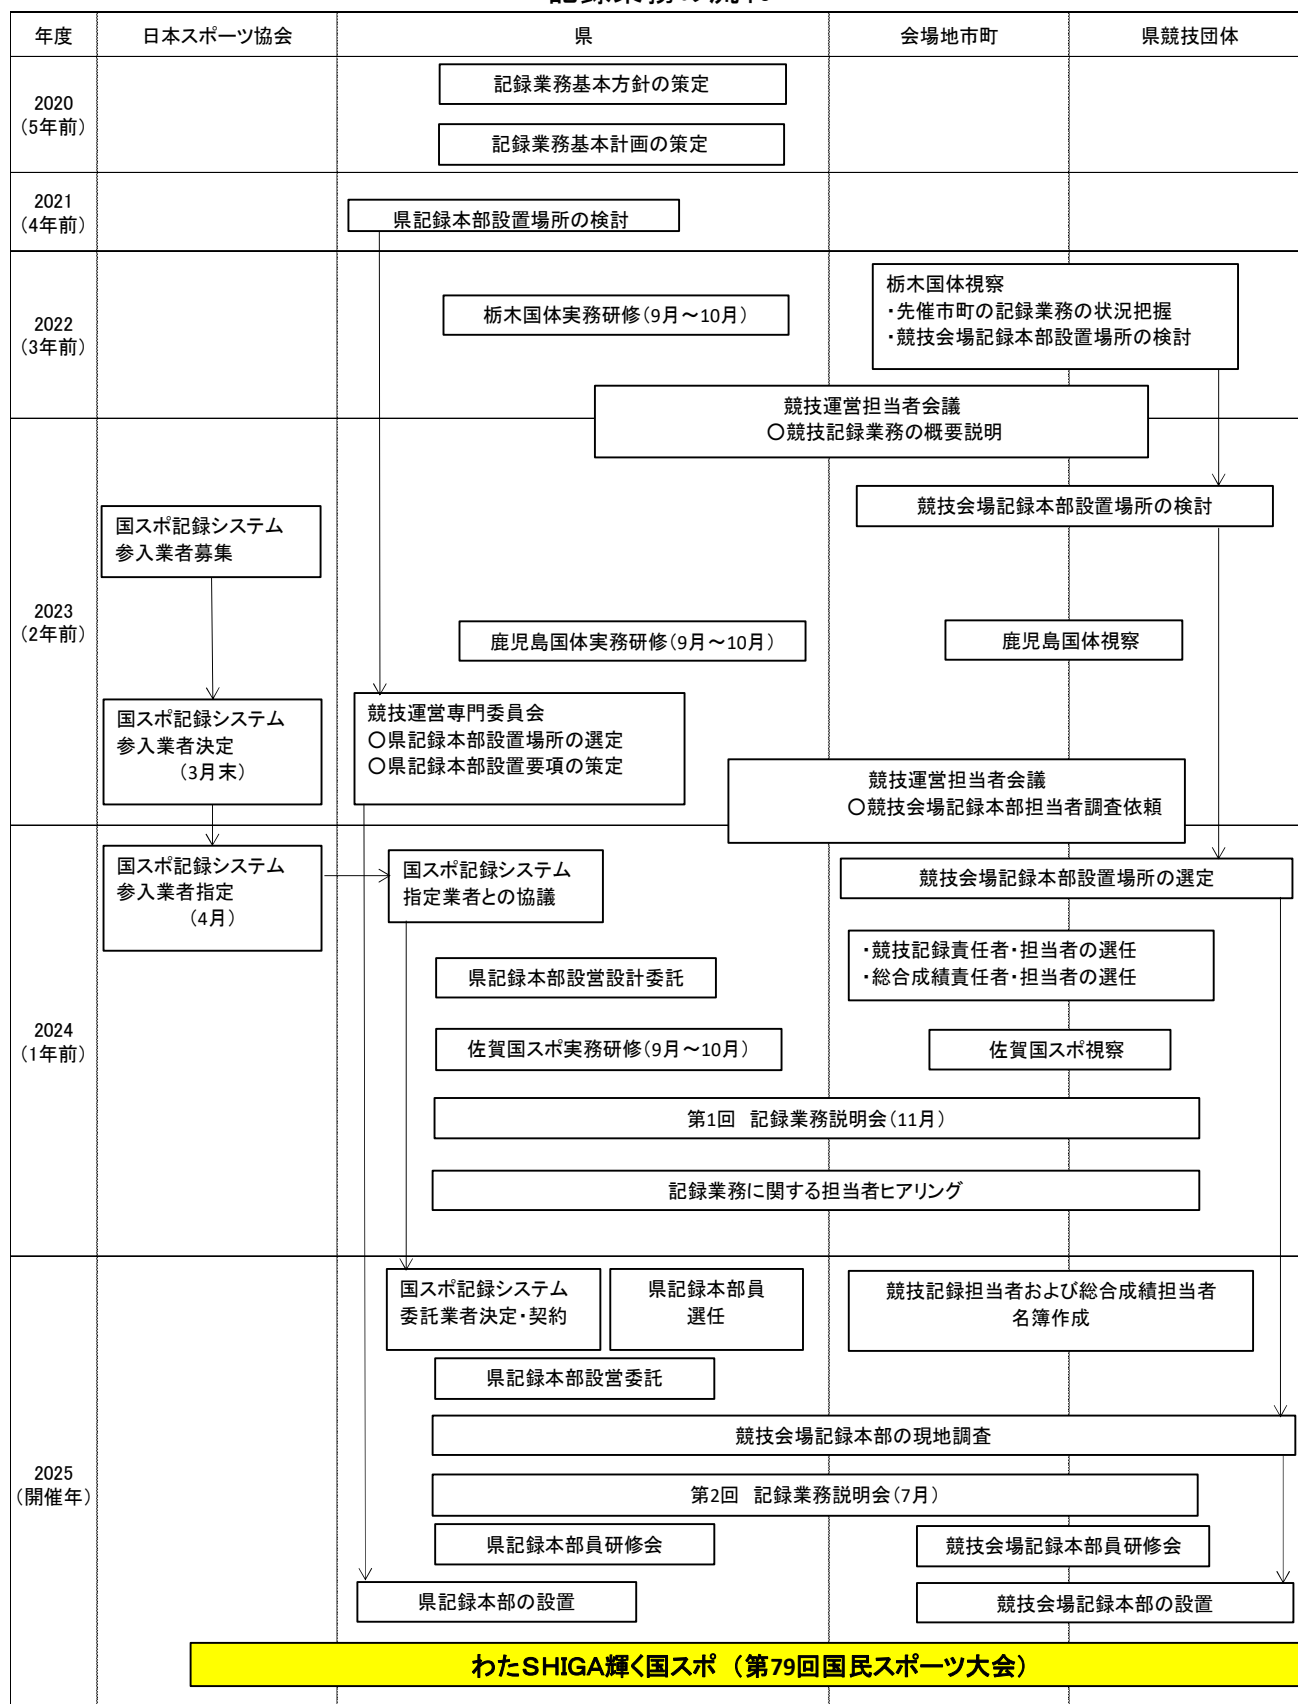 年度
日本スポーツ協会
県
会場地市町
県競技団体
2020
(5年前)
記録業務基本方針の策定
記録業務基本計画の策定
2021
(4年前)
県記録本部設置場所の検討
2022
(3年前)
栃木国体実務研修(9月～10月)
栃木国体視察
・先催市町の記録業務の状況把握
・競技会場記録本部設置場所の検討
競技運営担当者会議
○競技記録業務の概要説明
2023
(2年前)
競技会場記録本部設置場所の検討
国スポ記録システム
参入業者募集
鹿児島国体実務研修(9月～10月)
鹿児島国体視察
国スポ記録システム
参入業者決定
(3月末)
競技運営専門委員会
○県記録本部設置場所の選定
○県記録本部設置要項の策定
競技運営担当者会議
○競技会場記録本部担当者調査依頼
2024
(1年前)
国スポ記録システム
参入業者指定
(4月)
国スポ記録システム
指定業者との協議
競技会場記録本部設置場所の選定
・競技記録責任者・担当者の選任
・総合成績責任者・担当者の選任
県記録本部設営設計委託
佐賀国スポ実務研修(9月～10月)
佐賀国スポ視察
第1回 記録業務説明会(11月)
記録業務に関する担当者ヒアリング
2025
(開催年)
国スポ記録システム
委託業者決定・契約
県記録本部員
選任
競技記録担当者および総合成績担当者
名簿作成
県記録本部設営委託
競技会場記録本部の現地調査
第2回 記録業務説明会(7月)
県記録本部員研修会
競技会場記録本部員研修会
県記録本部の設置
競技会場記録本部の設置
わたSHIGA輝く国スポ (第79回国民スポーツ大会)